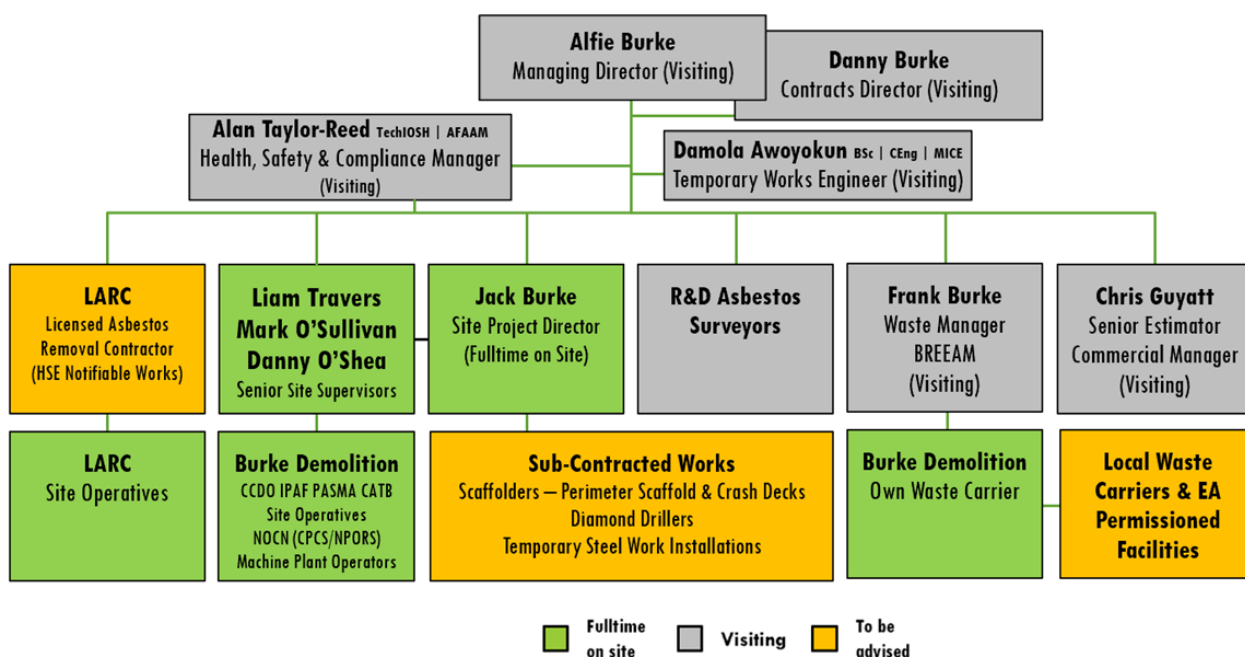 Alfie Burke
Managing Director (Visiting)
Danny Burke
Contracts Director (Visiting)
Alan Taylor-Reed TechIOSH | AFAAM
Health, Safety & Compliance Manager
(Visiting)
Damola Awoyokun BSc | CEng | MICE
Temporary Works Engineer (Visiting)
LARC
Licensed Asbestos
Removal Contractor
(HSE Notifiable Works)
Liam Travers
Mark O'Sullivan
Danny O'Shea
Senior Site Supervisors
Jack Burke
Site Project Director
(Fulltime on Site)
R&D Asbestos
Surveyors
Frank Burke
Waste Manager
BREEAM
(Visiting)
Chris Guyatt
Senior Estimator
Commercial Manager
(Visiting)
LARC
Site Operatives
Burke Demolition
CCDO IPAF PASMA CATB
Site Operatives
NOCN (CPCS/NPORS)
Machine Plant Operators
Sub-Contracted Works
Scaffolders – Perimeter Scaffold & Crash Decks
Diamond Drillers
Temporary Steel Work Installations
Burke Demolition
Own Waste Carrier
Local Waste
Carriers & EA
Permissioned
Facilities
Fulltime
on site
Visiting
To be
advised